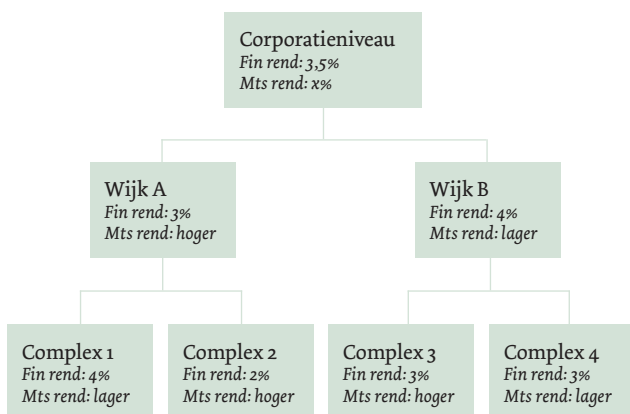 Corporatieniveau
Fin rend: 3,5%
Mts rend: x%
Wijk A
Fin rend: 3%
Mts rend: hoger
Wijk B
Fin rend: 4%
Mts rend: lager
Complex 1
Fin rend: 4%
Mts rend: lager
Complex 2
Fin rend: 2%
Mts rend: hoger
Complex 3
Fin rend: 3%
Mts rend: hoger
Complex 4
Fin rend: 3%
Mts rend: lager